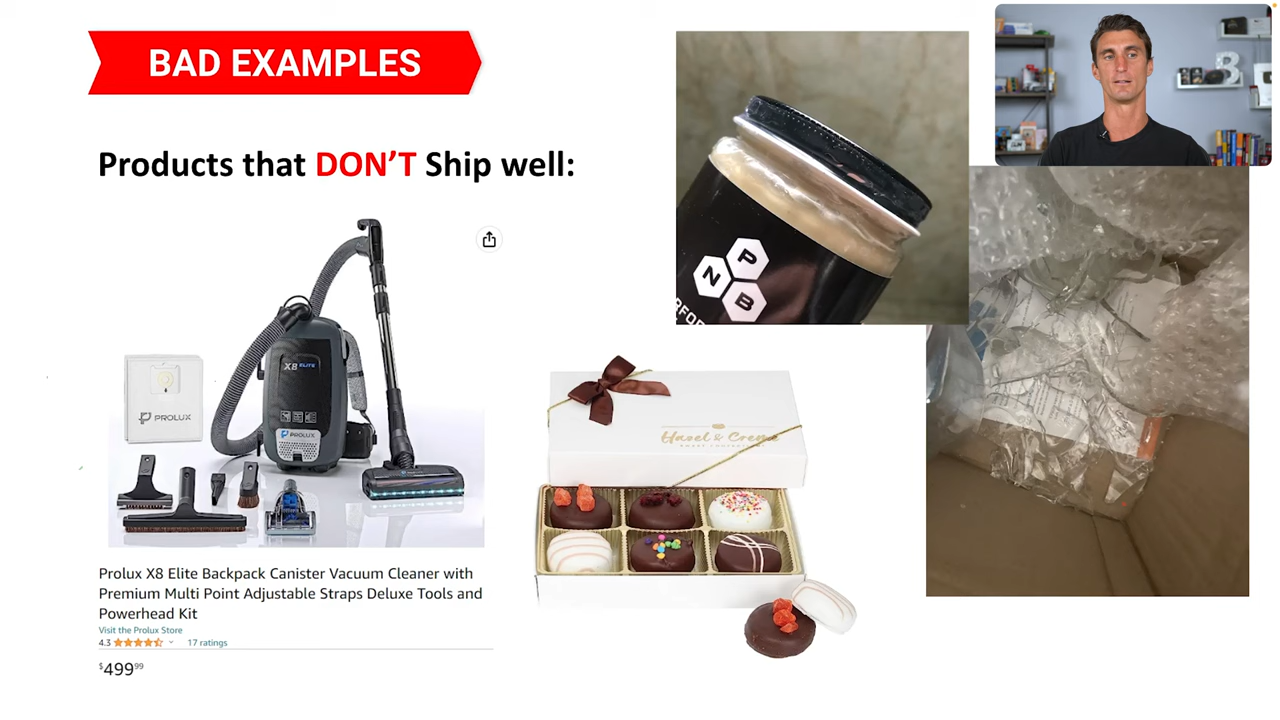 BAD EXAMPLES
Products that DON'T Ship well:
X8 ELITE
PROLUX
PROLUX
Prolux X8 Elite Backpack Canister Vacuum Cleaner with
Premium Multi Point Adjustable Straps Deluxe Tools and
Powerhead Kit
Visit the Prolux Store
4.3
17 ratings
$499.99
P
N
B
Hazel & Creme